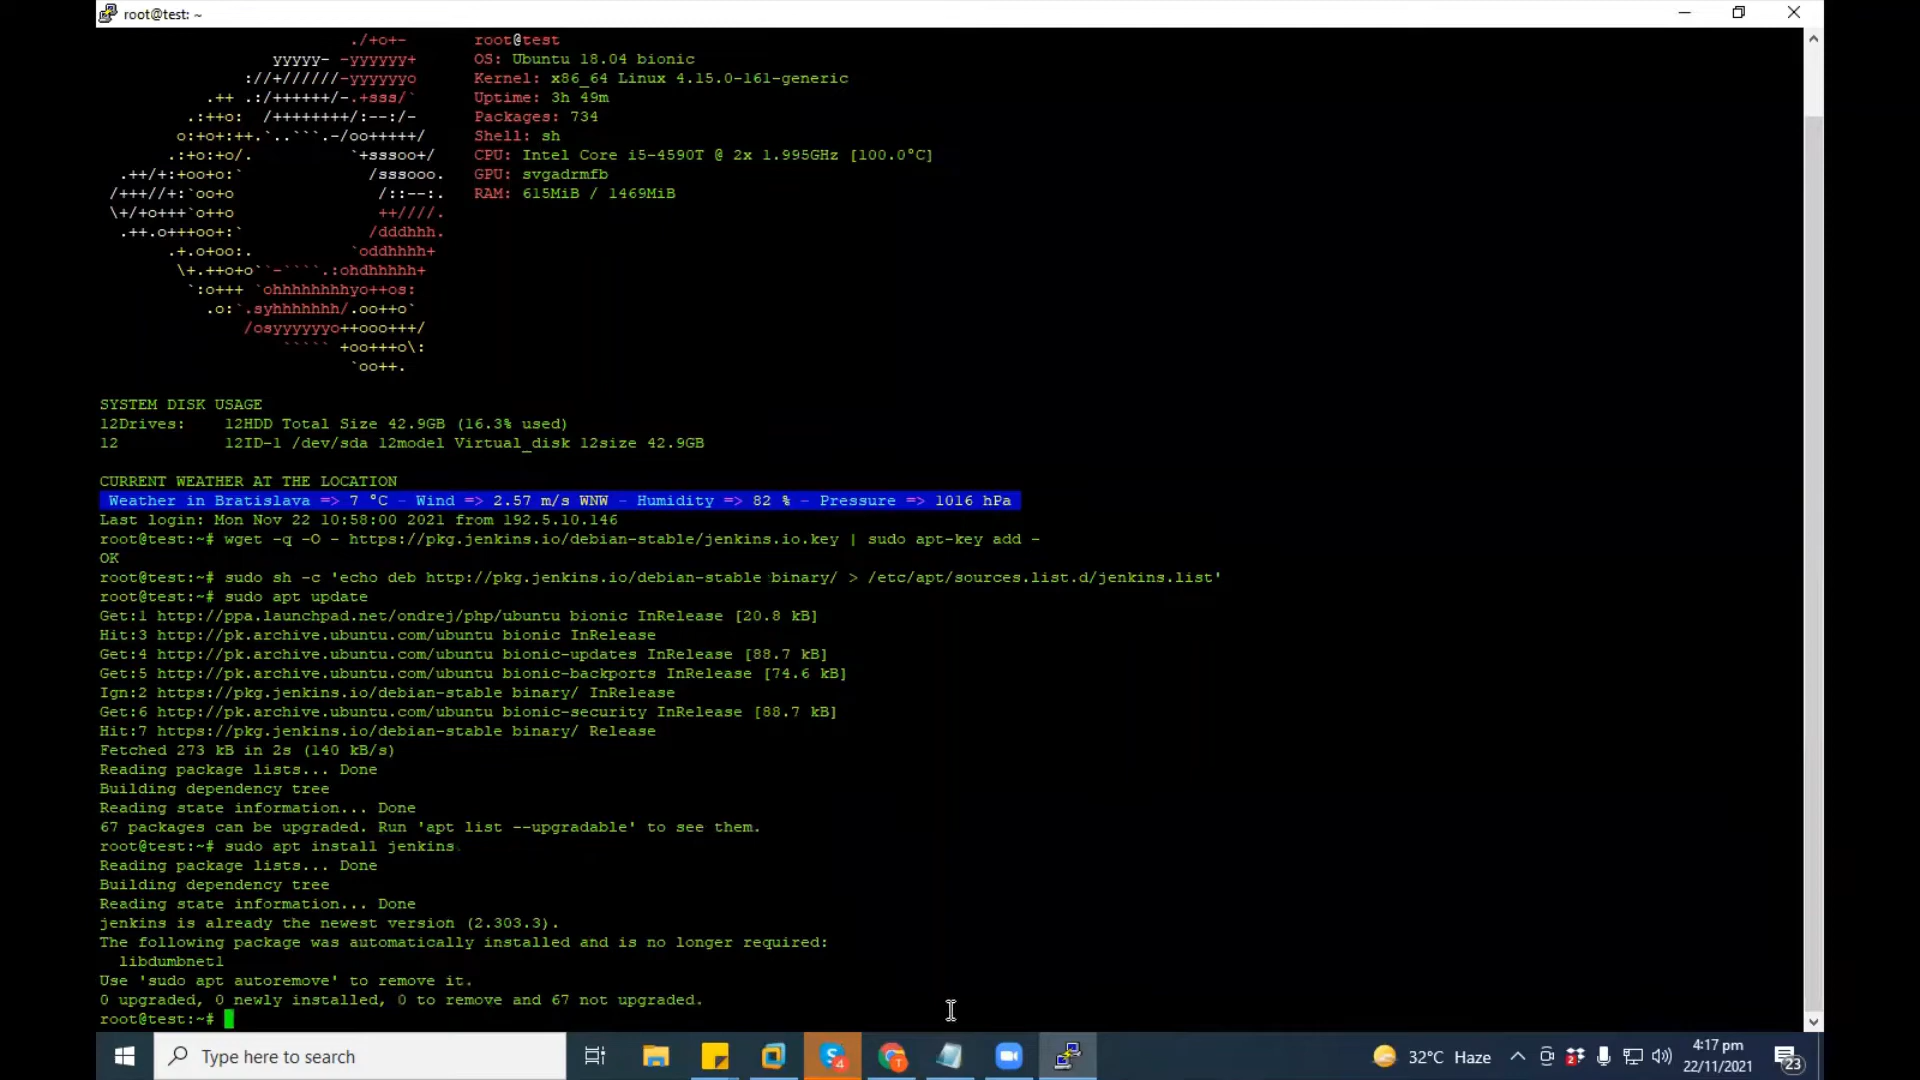 root@test: ~
./+o+- root@test
yyyyy- -yyyyyy+ OS: Ubuntu 18.04 bionic
://+//////-yyyyyyo Kernel: x86_64 Linux 4.15.0-161-generic
.++ .:/++++++/-.+sss/` Uptime: 3h 49m
.:++o: /++++++++/:--:/- Packages: 734
o:+o+:++.`..```.-/oo+++++/ Shell: sh
.:+o:+o/. `+sssoo+/ CPU: Intel Core i5-4590T @ 2x 1.995GHz [100.0°C]
.++/+:+oo+o:` /sssooo. GPU: svgadrmfb
/+++//+:`oo+o /::--:. RAM: 615MiB / 1469MiB
\+/+o+++`o++o ++////.
.++.o+++oo+:` /dddhhh.
.+.o+oo:. `oddhhhh+
\+.++o+o``-````.:ohdhhhhh+
`:o+++ `ohhhhhhhhyo++os:
.o:`.syhhhhhhh/.oo++o`
/osyyyyyyo++ooo+++/
````` +oo+++o\:
`oo++.
SYSTEM DISK USAGE
12Drives: 12HDD Total Size 42.9GB (16.3% used)
12 12ID-1 /dev/sda 12model Virtual_disk 12size 42.9GB
CURRENT WEATHER AT THE LOCATION
Weather in Bratislava => 7 °C - Wind => 2.57 m/s WNW - Humidity => 82 % - Pressure => 1016 hPa
Last login: Mon Nov 22 10:58:00 2021 from 192.5.10.146
root@test:~# wget -q -O - https://pkg.jenkins.io/debian-stable/jenkins.io.key | sudo apt-key add -
OK
root@test:~# sudo sh -c 'echo deb http://pkg.jenkins.io/debian-stable binary/ > /etc/apt/sources.list.d/jenkins.list'
root@test:~# sudo apt update
Get:1 http://ppa.launchpad.net/ondrej/php/ubuntu bionic InRelease [20.8 kB]
Hit:3 http://pk.archive.ubuntu.com/ubuntu bionic InRelease
Get:4 http://pk.archive.ubuntu.com/ubuntu bionic-updates InRelease [88.7 kB]
Get:5 http://pk.archive.ubuntu.com/ubuntu bionic-backports InRelease [74.6 kB]
Ign:2 https://pkg.jenkins.io/debian-stable binary/ InRelease
Get:6 http://pk.archive.ubuntu.com/ubuntu bionic-security InRelease [88.7 kB]
Hit:7 https://pkg.jenkins.io/debian-stable binary/ Release
Fetched 273 kB in 2s (140 kB/s)
Reading package lists... Done
Building dependency tree
Reading state information... Done
67 packages can be upgraded. Run 'apt list --upgradable' to see them.
root@test:~# sudo apt install jenkins
Reading package lists... Done
Building dependency tree
Reading state information... Done
jenkins is already the newest version (2.303.3).
The following package was automatically installed and is no longer required:
libdumbnet1
Use 'sudo apt autoremove' to remove it.
0 upgraded, 0 newly installed, 0 to remove and 67 not upgraded.
root@test:~#
Type here to search
4
2
32°C Haze
4:17 pm
22/11/2021
23